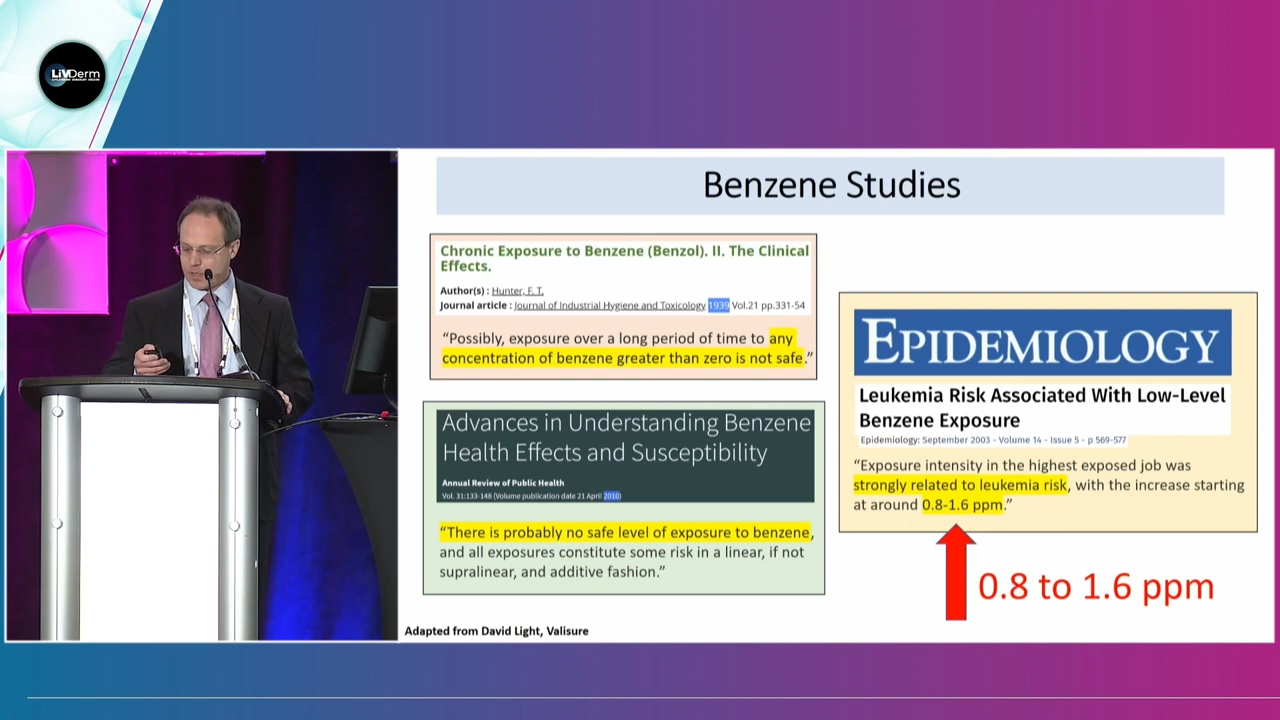 LiVDerm
Benzene Studies
Chronic Exposure to Benzene (Benzol). II. The Clinical
Effects.
Author(s) : Hunter, F. T.
Journal article : Journal of Industrial Hygiene and Toxicology 1939 Vol.21 pp.331-54
“Possibly, exposure over a long period of time to any
concentration of benzene greater than zero is not safe.”
Advances in Understanding Benzene
Health Effects and Susceptibility
Annual Review of Public Health
Vol. 31:133-148 (Volume publication date 21 April 2010)
“There is probably no safe level of exposure to benzene,
and all exposures constitute some risk in a linear, if not
supralinear, and additive fashion.”
EPIDEMIOLOGY
Leukemia Risk Associated With Low-Level
Benzene Exposure
Epidemiology: September 2003 - Volume 14 - Issue 5 - p 569-577
“Exposure intensity in the highest exposed job was
strongly related to leukemia risk, with the increase starting
at around 0.8-1.6 ppm.”
0.8 to 1.6 ppm
Adapted from David Light, Valisure